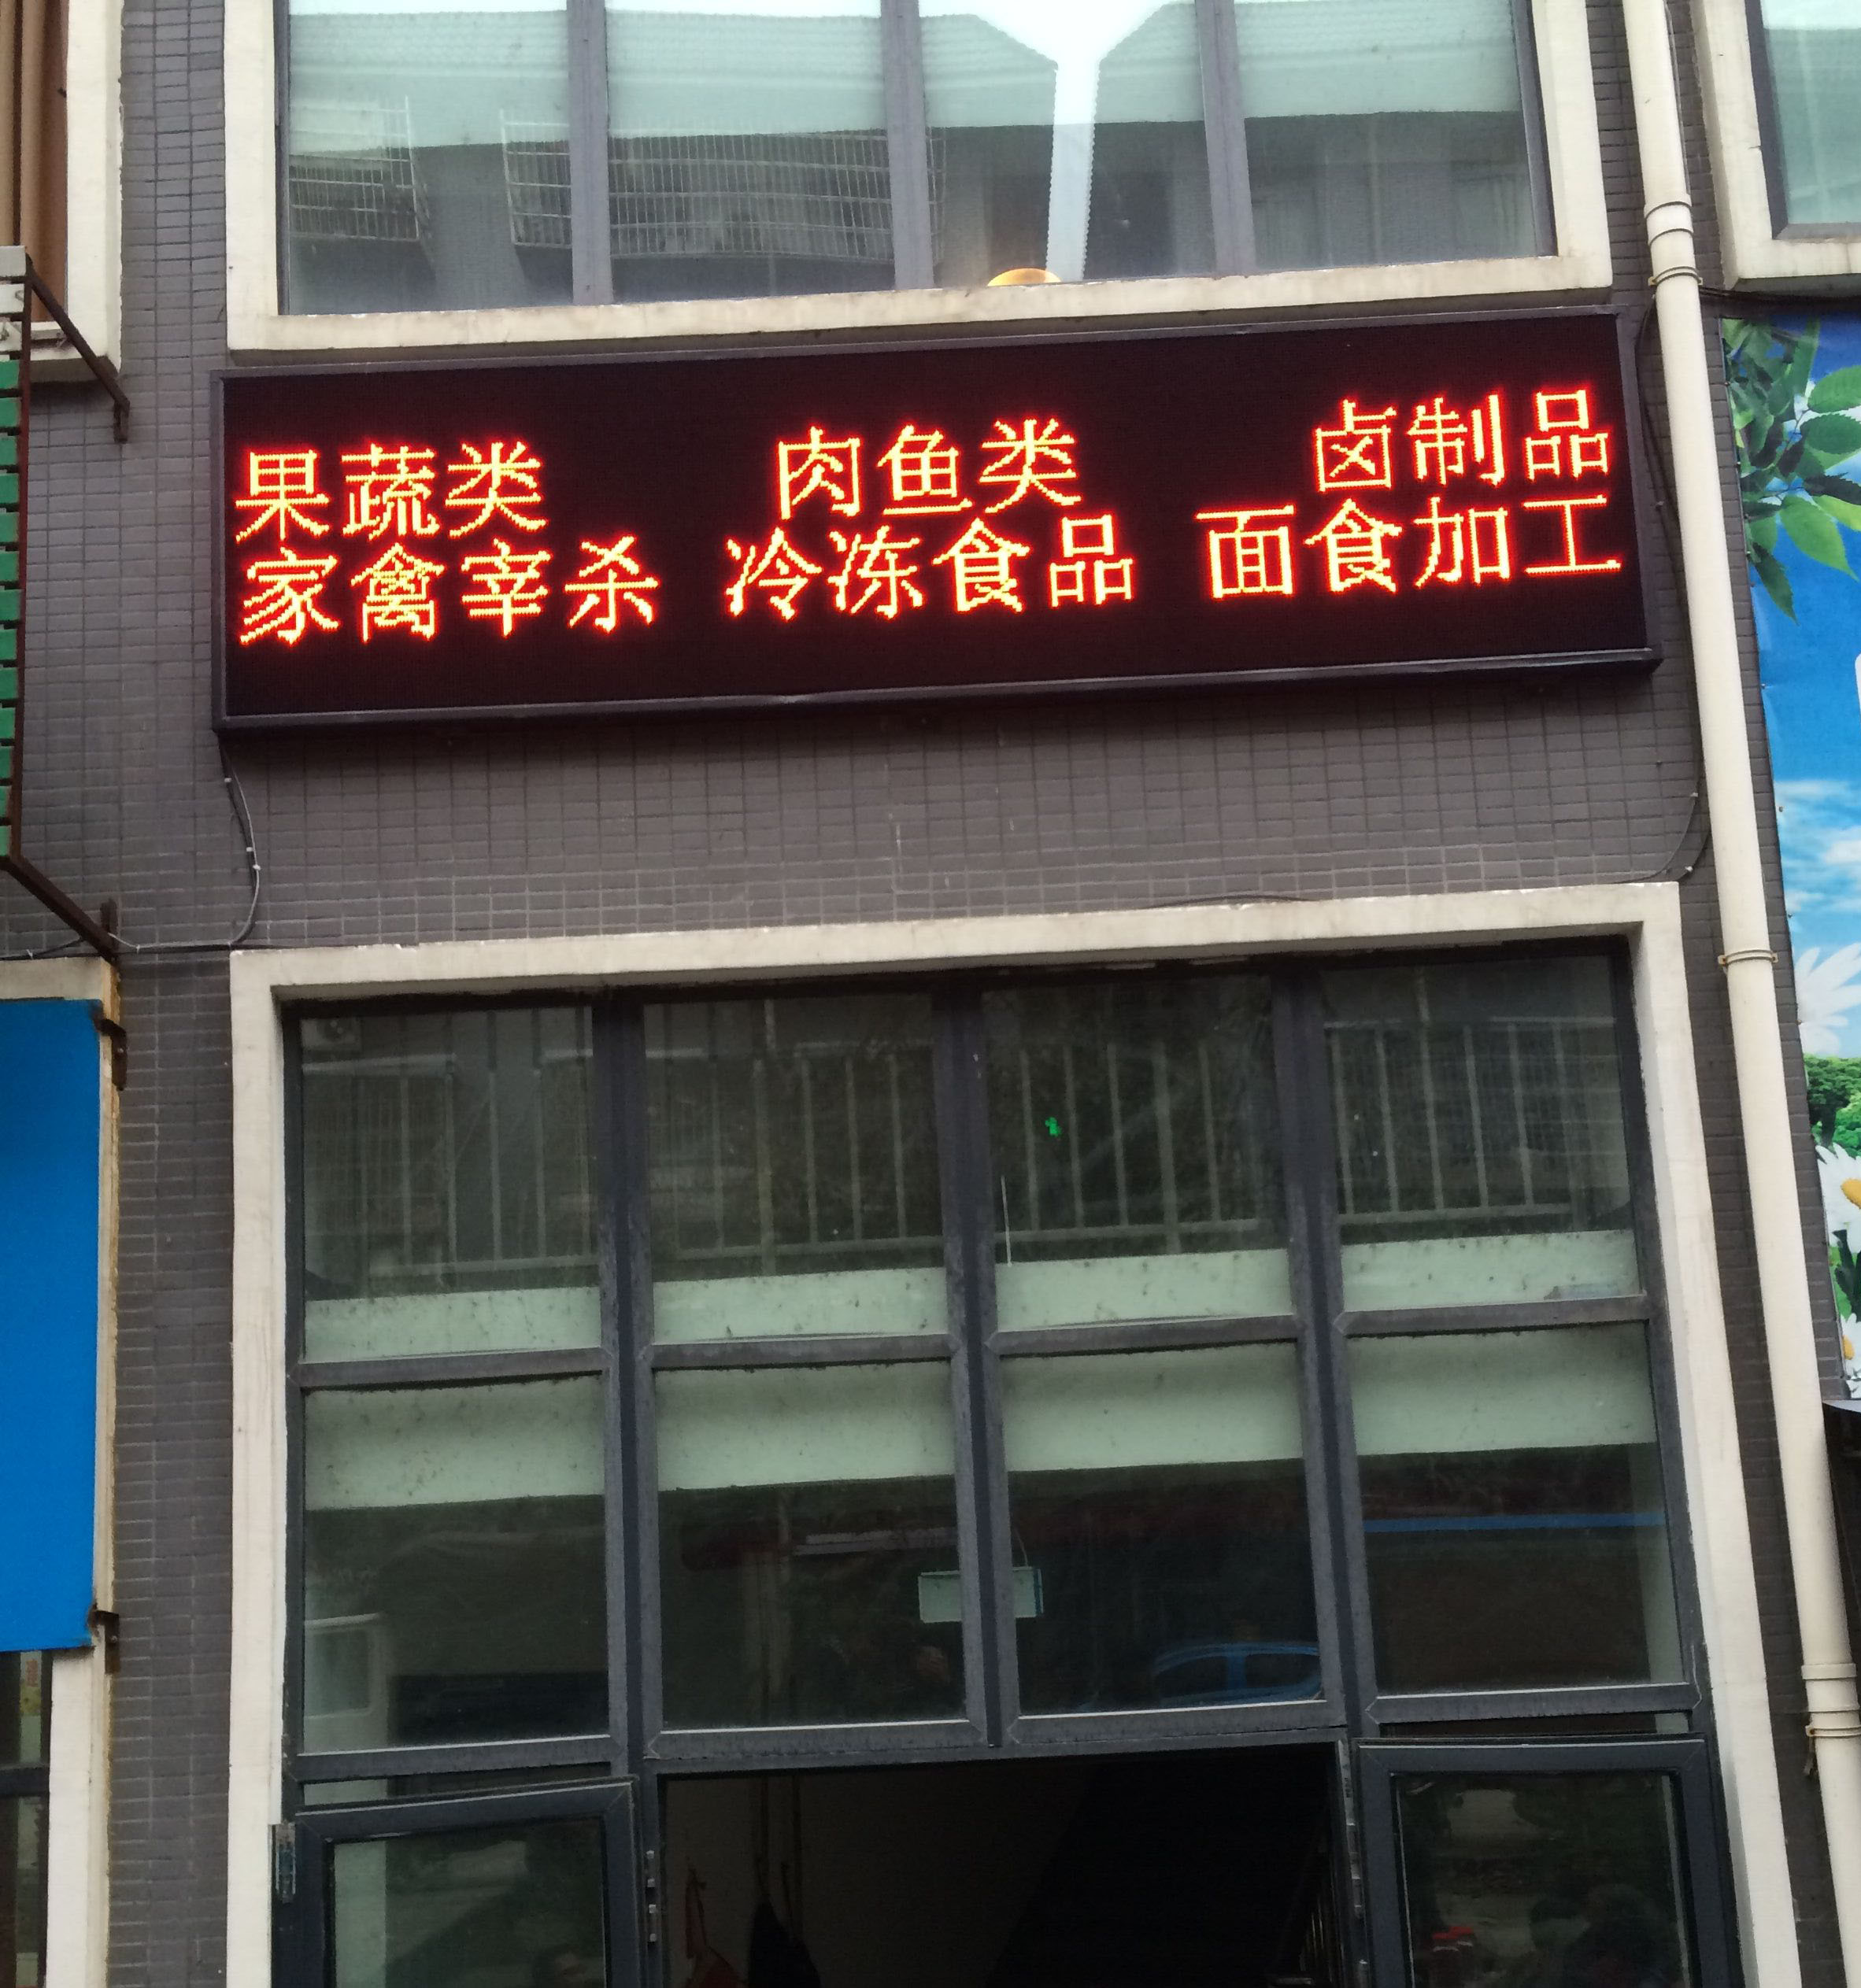 果蔬类 肉鱼类 卤制品
家禽宰杀 冷冻食品 面食加工